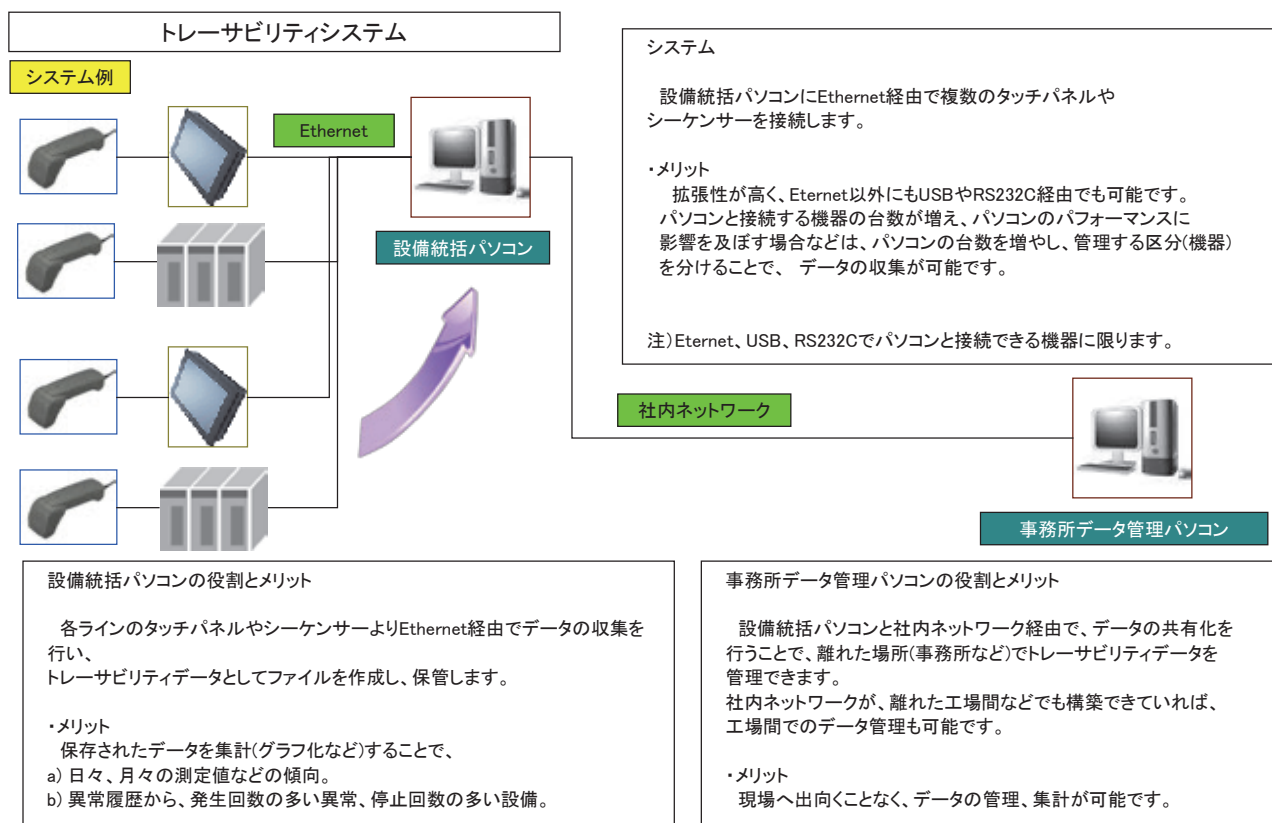 トレーサビリティシステム
システム例
Ethernet
設備統括パソコン
システム
設備統括パソコンにEthernet経由で複数のタッチパネルや
シーケンサーを接続します。
・メリット
拡張性が高く、Eternet以外にもUSBやRS232C経由でも可能です。
パソコンと接続する機器の台数が増え、パソコンのパフォーマンスに
影響を及ぼす場合などは、パソコンの台数を増やし、管理する区分(機器)
を分けることで、 データの収集が可能です。
注)Eternet、USB、RS232Cでパソコンと接続できる機器に限ります。
社内ネットワーク
事務所データ管理パソコン
設備統括パソコンの役割とメリット
各ラインのタッチパネルやシーケンサーよりEthernet経由でデータの収集を
行い、
トレーサビリティデータとしてファイルを作成し、保管します。
・メリット
保存されたデータを集計(グラフ化など)することで、
a) 日々、月々の測定値などの傾向。
b) 異常履歴から、発生回数の多い異常、停止回数の多い設備。
事務所データ管理パソコンの役割とメリット
設備統括パソコンと社内ネットワーク経由で、データの共有化を
行うことで、離れた場所(事務所など)でトレーサビリティデータを
管理できます。
社内ネットワークが、離れた工場間などでも構築できていれば、
工場間でのデータ管理も可能です。
・メリット
現場へ出向くことなく、データの管理、集計が可能です。